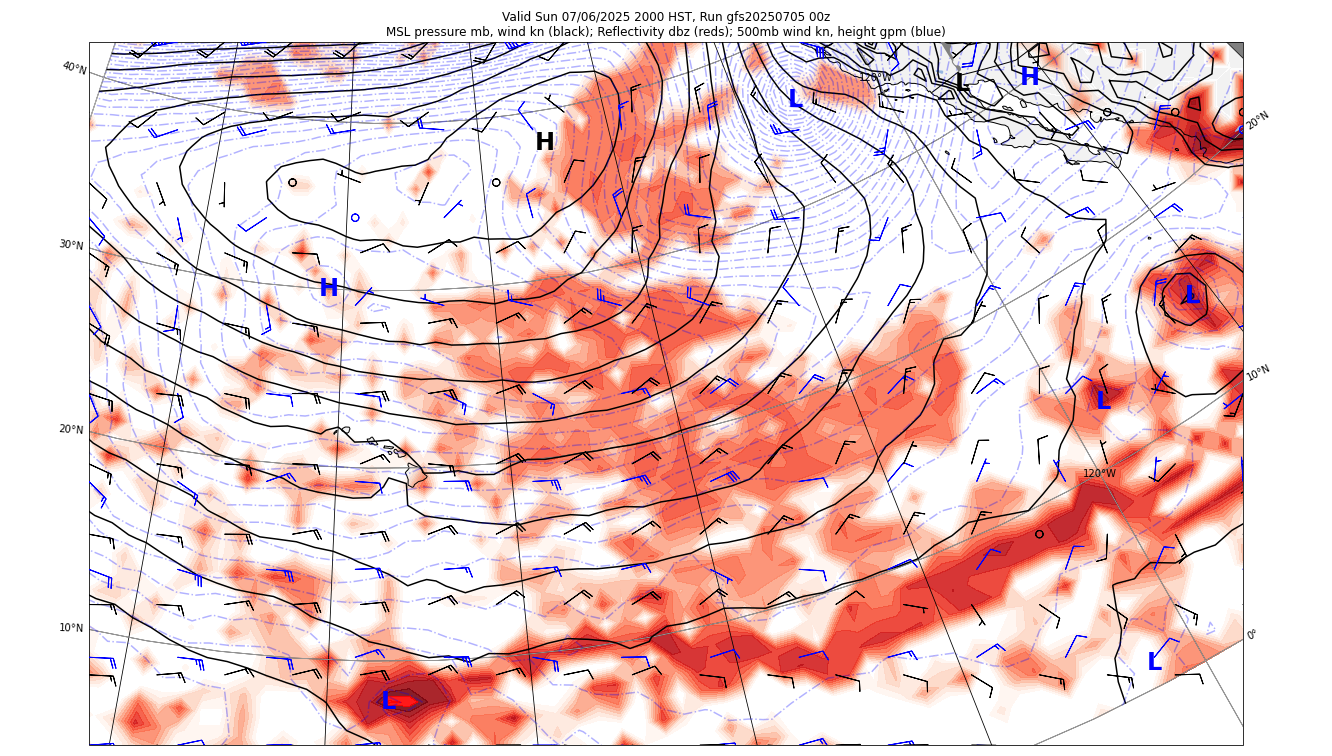 Valid Sun 07/06/2025 2000 HST, Run gfs20250705 00z
MSL pressure mb, wind kn (black); Reflectivity dbz (reds); 500mb wind kn, height gpm (blue)
40°N
120°W
L
H
L
20°N
H
30°N
H
L
10°N
L
20°N
120°W
10°N
0°
L
L